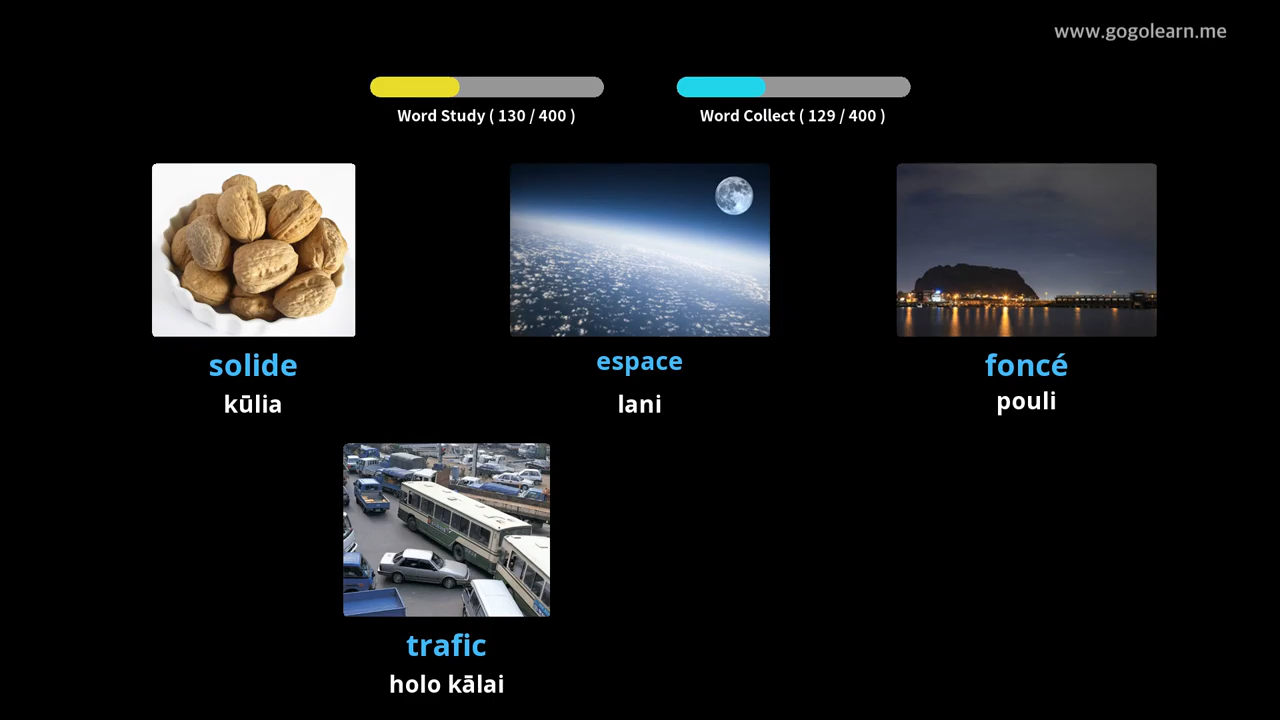 www.gogolearn.me
Word Study ( 130 / 400 )
Word Collect ( 129 / 400 )
solide
kūlia
espace
lani
foncé
pouli
trafic
holo kālai